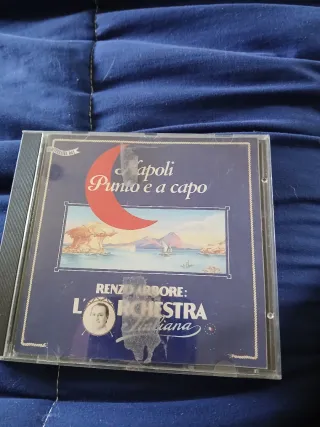 Napoli
Punto e a capo
RENZO ARBORE:
L'ORCHESTRA
Italiana